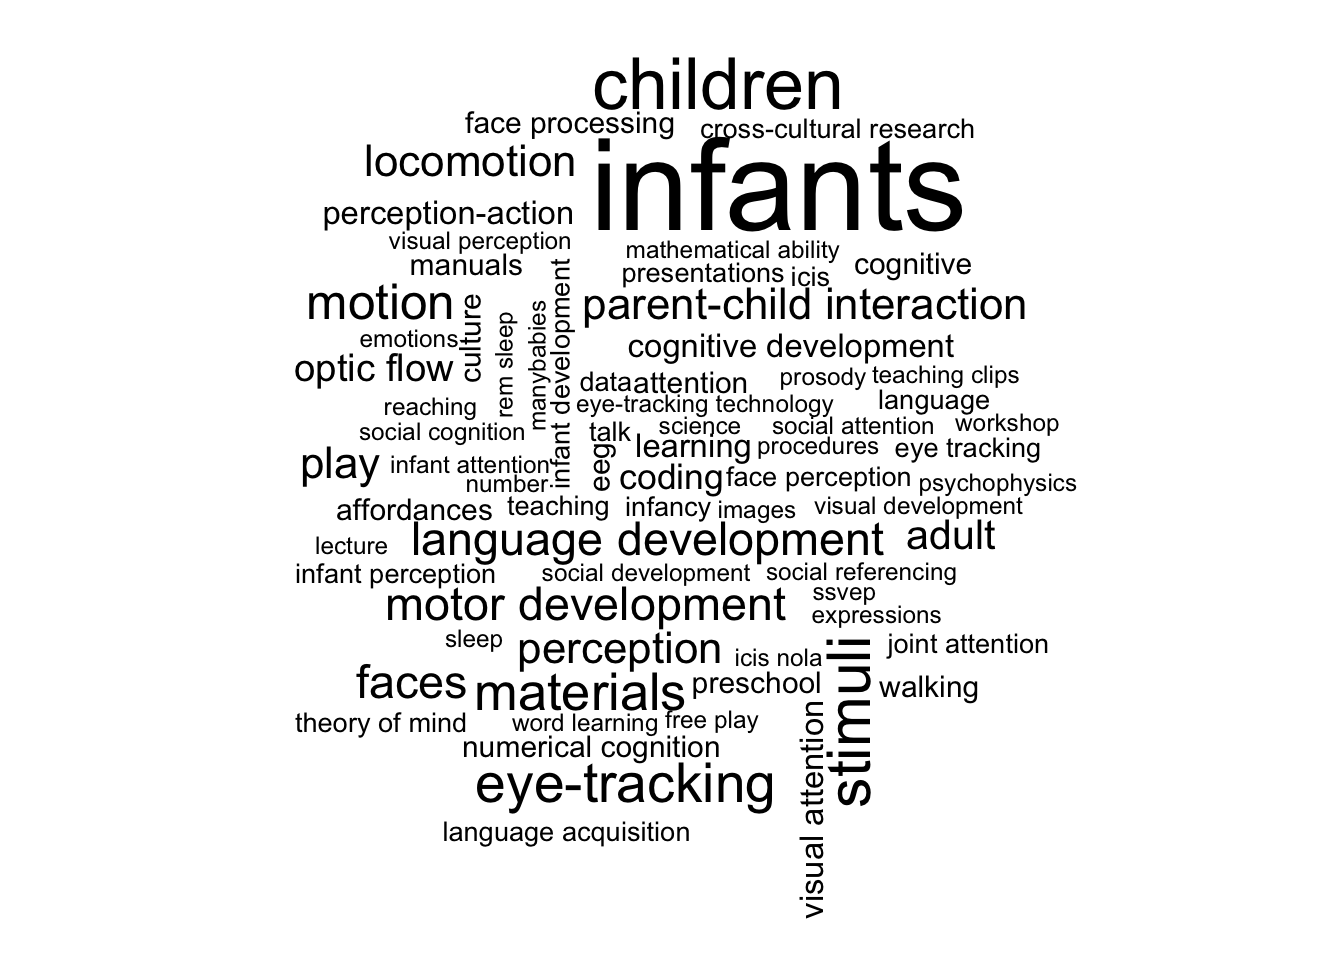 children
face processing
cross-cultural research
locomotion
infants
perception-action
visual perception
mathematical ability
manuals
presentations
icis
cognitive
motion
culture
rem sleep
manybabies
infant development
parent-child interaction
emotions
optic flow
cognitive development
data
attention
prosody
teaching clips
reaching
eye-tracking technology
language
social cognition
talk
science
social attention
workshop
play
infant attention
number
eeg
learning
procedures
eye tracking
coding
face perception
psychophysics
affordances
teaching
infancy
images
visual development
lecture
language development
adult
infant perception
social development
social referencing
motor development
ssvep
expressions
sleep
perception
icis nola
stimuli
joint attention
faces
materials
preschool
walking
theory of mind
word learning
free play
visual attention
numerical cognition
eye-tracking
language acquisition